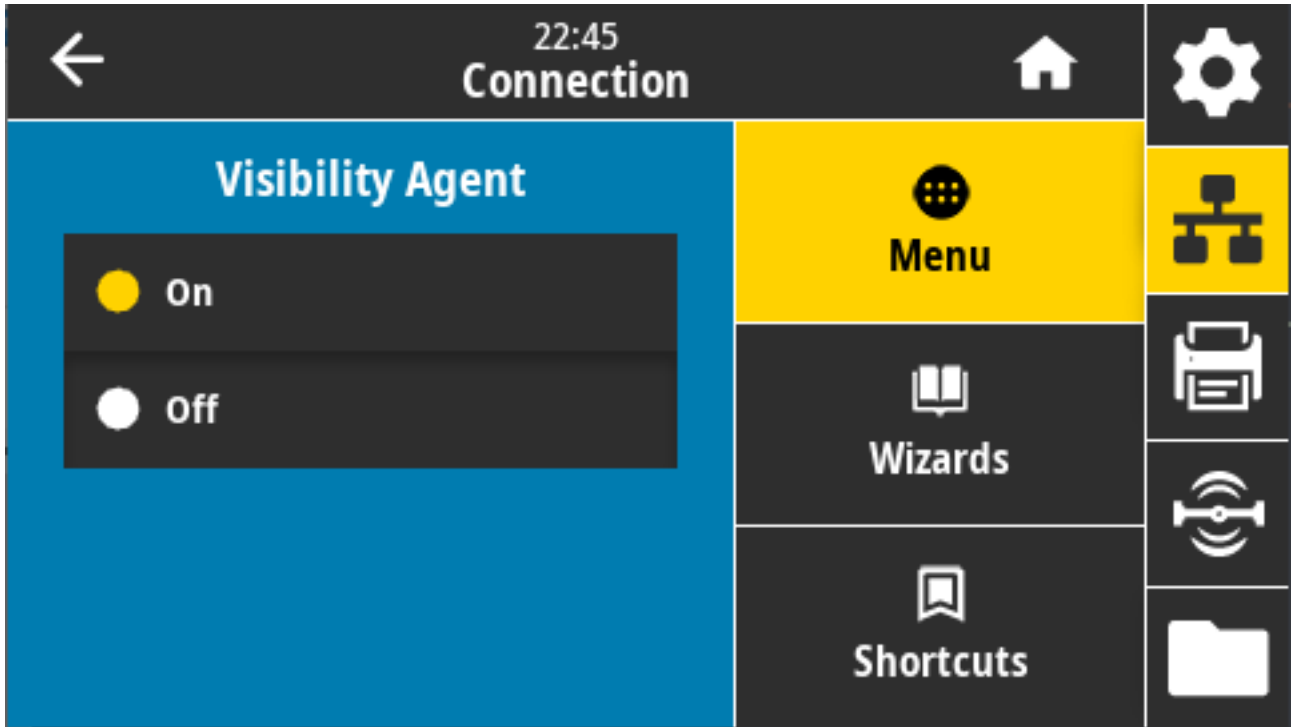 22:45
Connection
Visibility Agent
On
Off
Menu
Wizards
Shortcuts